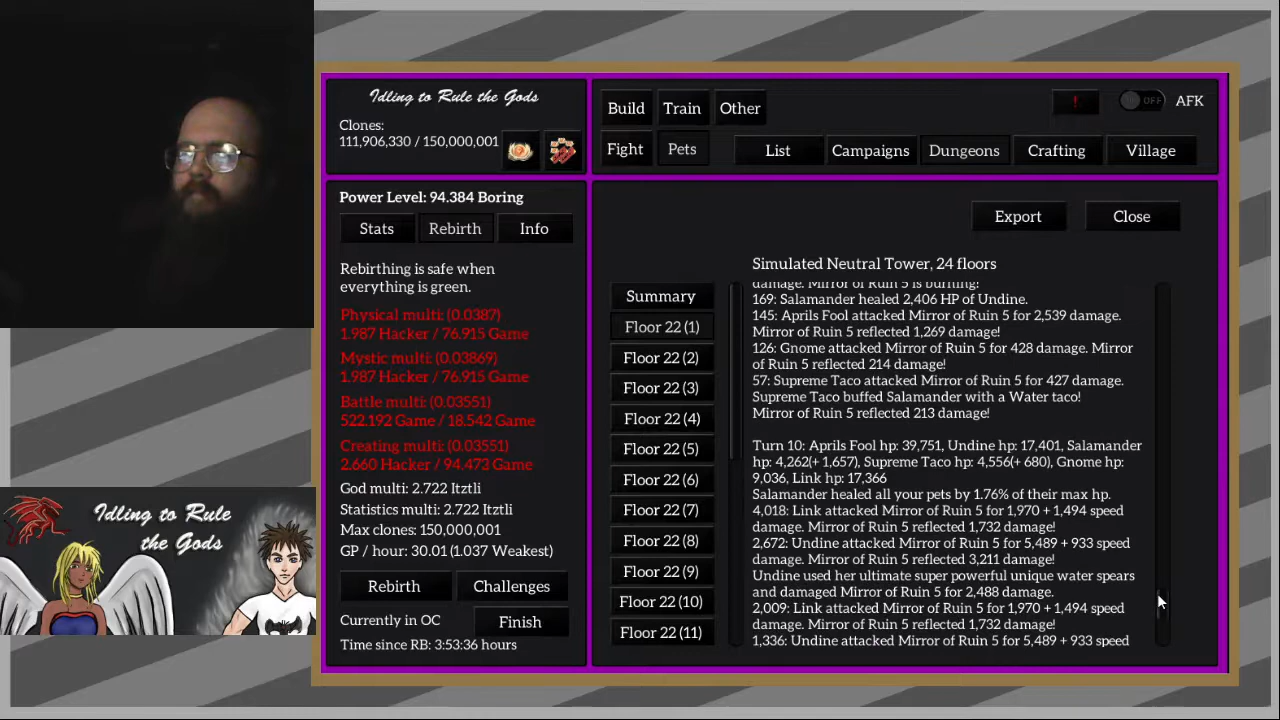 Idling to Rule the Gods
Clones:
111,906,330 / 150,000,001
Build
Train
Other
!
OFF
AFK
Fight
Pets
List
Campaigns
Dungeons
Crafting
Village
Power Level: 94.384 Boring
Stats
Rebirth
Info
Rebirthing is safe when
everything is green.
Physical multi: (0.0387)
1.987 Hacker / 76.915 Game
Mystic multi: (0.03869)
1.987 Hacker / 76.915 Game
Battle multi: (0.03551)
522.192 Game / 18.542 Game
Creating multi: (0.03551)
2.660 Hacker / 94.473 Game
God multi: 2.722 Itztli
Statistics multi: 2.722 Itztli
Max clones: 150,000,001
GP / hour: 30.01 (1.037 Weakest)
Rebirth
Challenges
Currently in OC
Finish
Time since RB: 3:53:36 hours
Export
Close
Simulated Neutral Tower, 24 floors
Summary
Floor 22 (1)
Floor 22 (2)
Floor 22 (3)
Floor 22 (4)
Floor 22 (5)
Floor 22 (6)
Floor 22 (7)
Floor 22 (8)
Floor 22 (9)
Floor 22 (10)
Floor 22 (11)
damage. Mirror of Ruin 5 is burning!
169: Salamander healed 2,406 HP of Undine.
145: Aprils Fool attacked Mirror of Ruin 5 for 2,539 damage.
Mirror of Ruin 5 reflected 1,269 damage!
126: Gnome attacked Mirror of Ruin 5 for 428 damage. Mirror
of Ruin 5 reflected 214 damage!
57: Supreme Taco attacked Mirror of Ruin 5 for 427 damage.
Supreme Taco buffed Salamander with a Water taco!
Mirror of Ruin 5 reflected 213 damage!
Turn 10: Aprils Fool hp: 39,751, Undine hp: 17,401, Salamander
hp: 4,262(+ 1,657), Supreme Taco hp: 4,556(+ 680), Gnome hp:
9,036, Link hp: 17,366
Salamander healed all your pets by 1.76% of their max hp.
4,018: Link attacked Mirror of Ruin 5 for 1,970 + 1,494 speed
damage. Mirror of Ruin 5 reflected 1,732 damage!
2,672: Undine attacked Mirror of Ruin 5 for 5,489 + 933 speed
damage. Mirror of Ruin 5 reflected 3,211 damage!
Undine used her ultimate super powerful unique water spears
and damaged Mirror of Ruin 5 for 2,488 damage.
2,009: Link attacked Mirror of Ruin 5 for 1,970 + 1,494 speed
damage. Mirror of Ruin 5 reflected 1,732 damage!
1,336: Undine attacked Mirror of Ruin 5 for 5,489 + 933 speed
Idling to Rule
the Gods